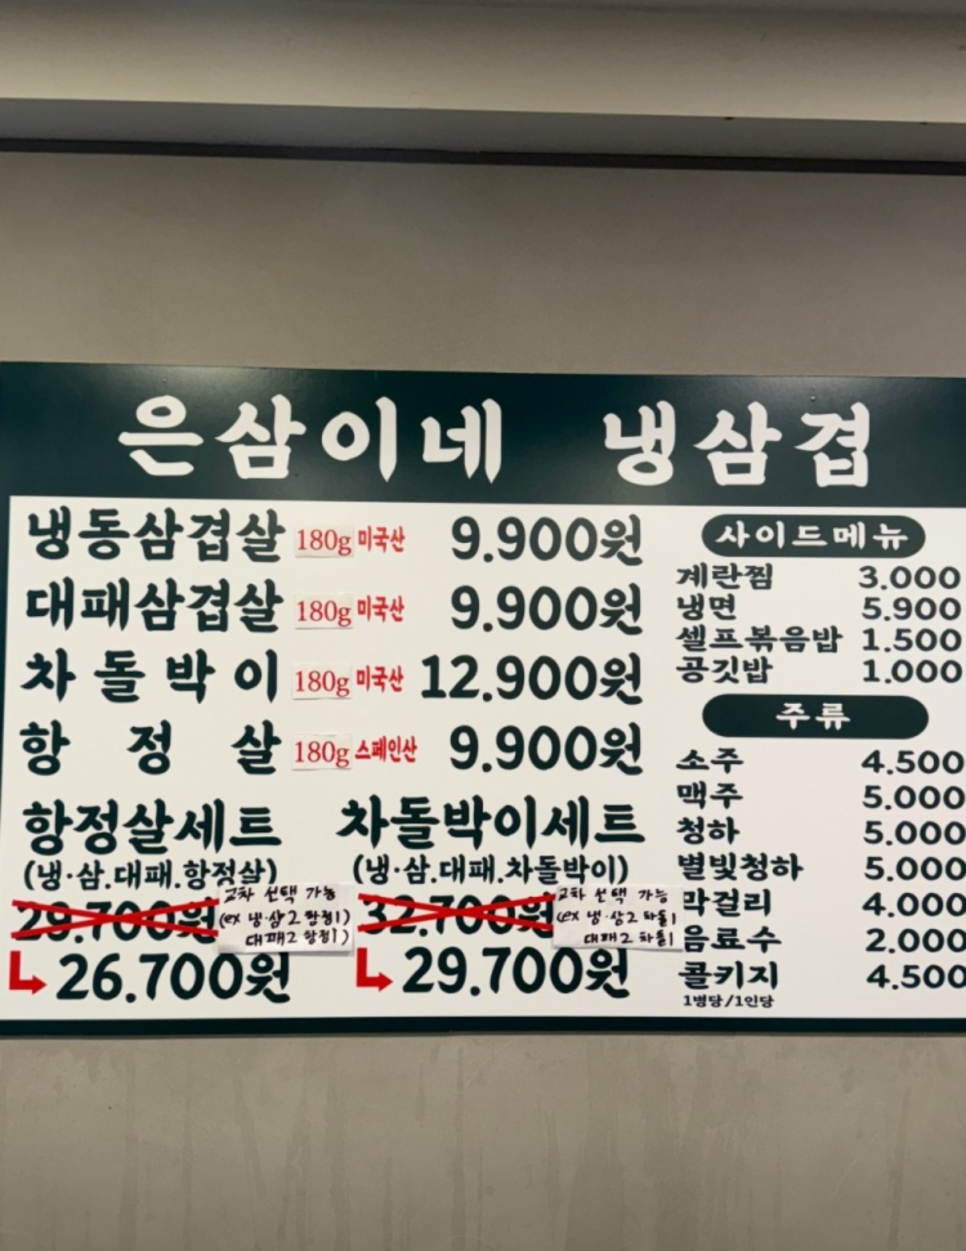 은삼이네 냉삼겹
냉동삼겹살 180g 미국산 9.900원
대패삼겹살 180g 미국산 9.900원
차돌박이 180g 미국산 12.900원
항정살 180g 스페인산 9.900원
항정살세트
(냉·삼.대패.항정살)
29.700원
교차 선택 가능
(ex 냉·삼2 항정1)
대패2 항정1)
26.700원
차돌박이세트
(냉·삼.대패.차돌박이)
32.700원
교차 선택 가능
(ex 냉·삼2 차돌1
대패2 차돌1
29.700원
사이드메뉴
계란찜 3.000
냉면 5.900
셀프볶음밥 1.500
공깃밥 1.000
주류
소주 4.500
맥주 5.000
청하 5.000
별빛청하 5.000
막걸리 4.000
음료수 2.000
콜키지 4.500
1병당/1인당